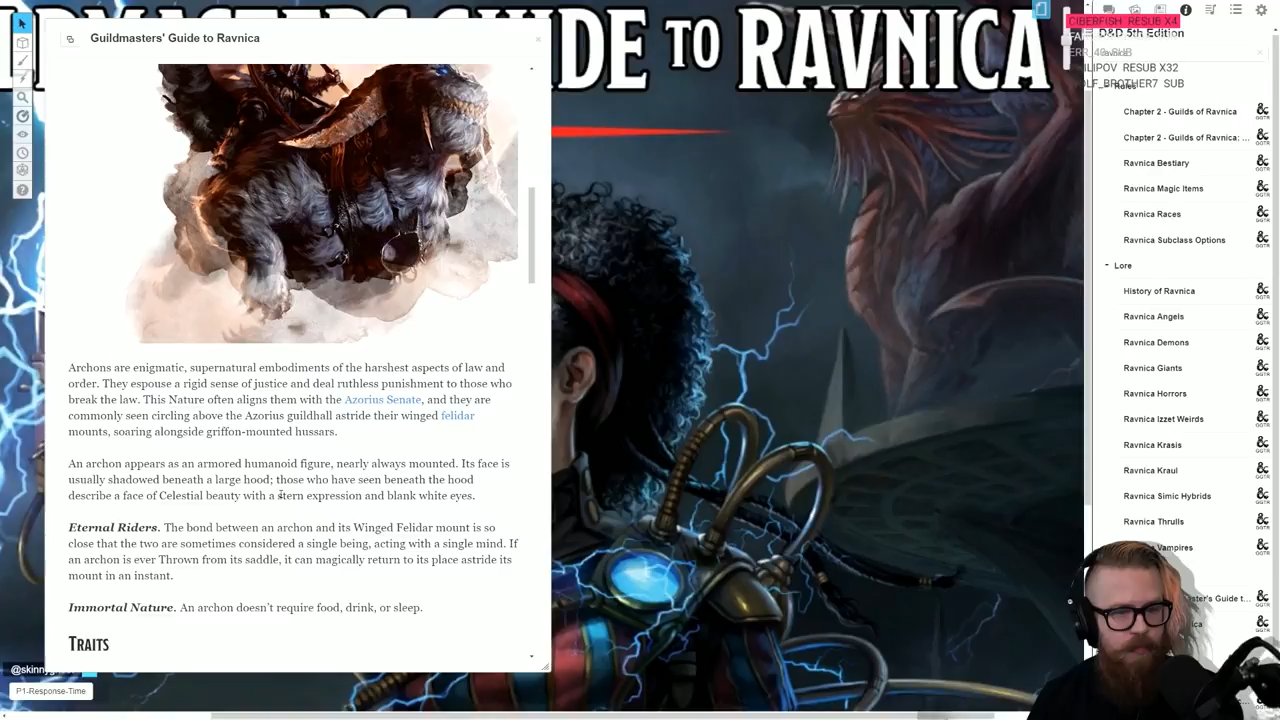 GUIDE TO RAVNICA
Guildmasters' Guide to Ravnica
Archons are enigmatic, supernatural embodiments of the harshest aspects of law and
order. They espouse a rigid sense of justice and deal ruthless punishment to those who
break the law. This Nature often aligns them with the Azorius Senate, and they are
commonly seen circling above the Azorius guildhall astride their winged felidar
mounts, soaring alongside griffon-mounted hussars.
An archon appears as an armored humanoid figure, nearly always mounted. Its face is
usually shadowed beneath a large hood; those who have seen beneath the hood
describe a face of Celestial beauty with a stern expression and blank white eyes.
Eternal Riders. The bond between an archon and its Winged Felidar mount is so
close that the two are sometimes considered a single being, acting with a single mind. If
an archon is ever Thrown from its saddle, it can magically return to its place astride its
mount in an instant.
Immortal Nature. An archon doesn't require food, drink, or sleep.
TRAITS
P1-Response-Time
CIBERFISH RESUB X4
D&D 5th Edition
SUB
RESUB X32
SUB
Rules
Chapter 2 - Guilds of Ravnica
Chapter 2 - Guilds of Ravnica: ...
Ravnica Bestiary
Ravnica Magic Items
Ravnica Races
Ravnica Subclass Options
Lore
History of Ravnica
Ravnica Angels
Ravnica Demons
Ravnica Giants
Ravnica Horrors
Ravnica Izzet Weirds
Ravnica Krasis
Ravnica Kraul
Ravnica Simic Hybrids
Ravnica Thrulls
Vampires